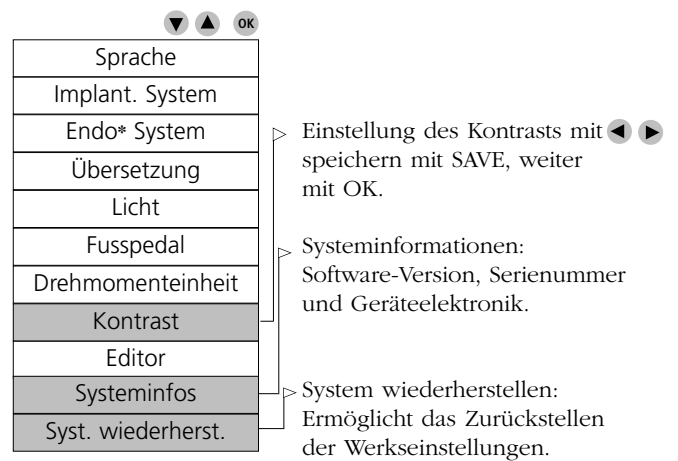 OK
Sprache
Implant. System
Endo* System
Übersetzung
Licht
Fusspedal
Drehmomenteinheit
Kontrast
Editor
Systeminfos
Syst. wiederherst.
Einstellung des Kontrasts mit
speichern mit SAVE, weiter
mit OK.
Systeminformationen:
Software-Version, Serienummer
und Geräteelektronik.
System wiederherstellen:
Ermöglicht das Zurückstellen
der Werkseinstellungen.